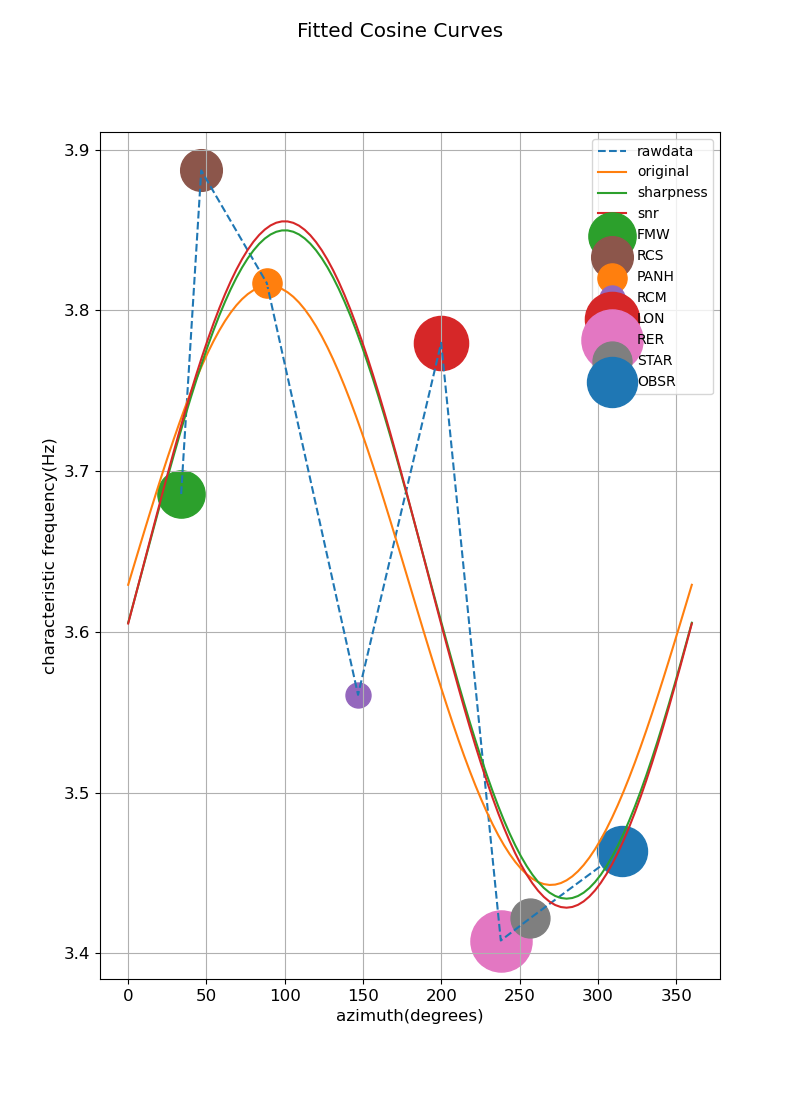 Fitted Cosine Curves
rawdata
original
sharpness
snr
FMW
RCS
PANH
RCM
LON
RER
STAR
OBSR
3.9
3.8
3.7
3.6
3.5
3.4
characteristic frequency(Hz)
0 50 100 150 200 250 300 350
azimuth(degrees)